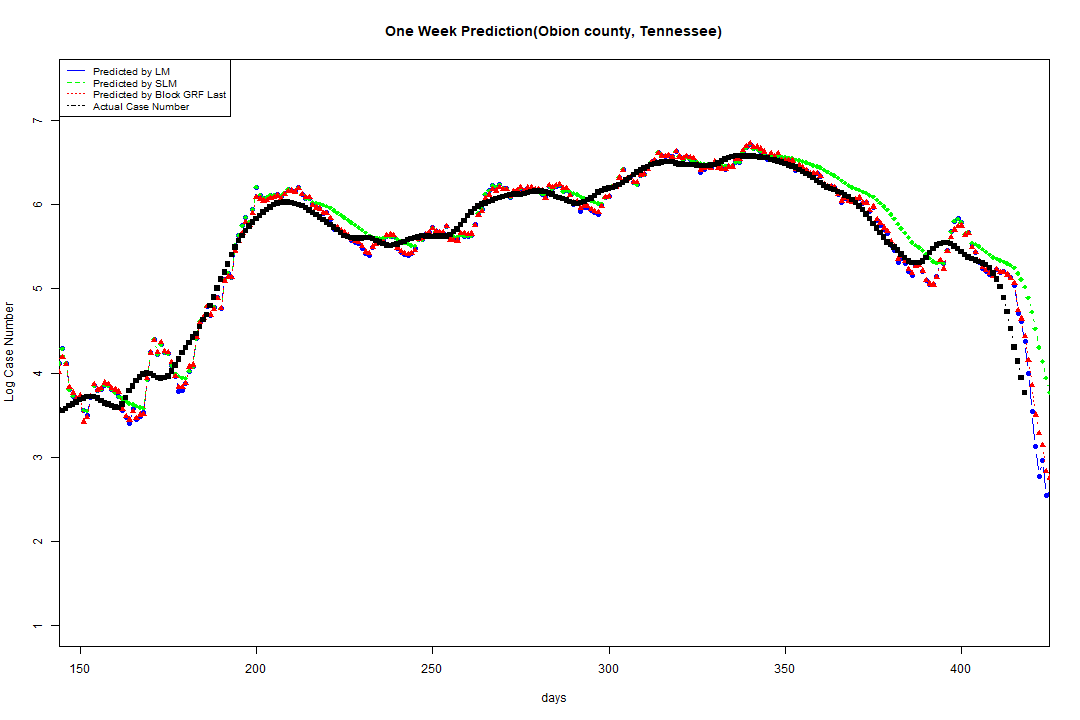 One Week Prediction(Obion county, Tennessee)
Predicted by LM
Predicted by SLM
Predicted by Block GRF Last
Actual Case Number
7
6
5
4
3
2
1
Log Case Number
150 200 250 300 350 400
days